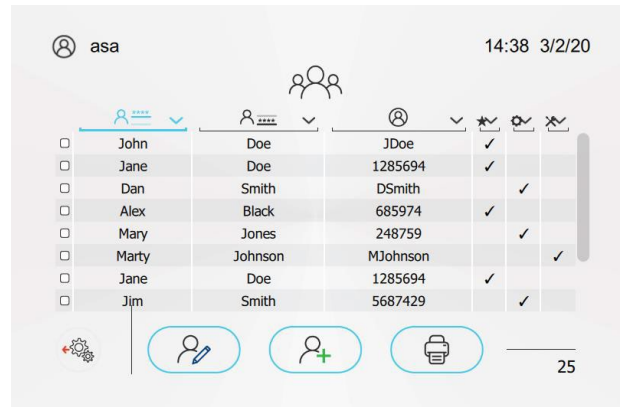 asa 14:38 3/2/20
John Doe JDoe ✓
Jane Doe 1285694 ✓
Dan Smith DSmith ✓
Alex Black 685974 ✓
Mary Jones 248759 ✓
Marty Johnson MJohnson ✓
Jane Doe 1285694 ✓
Jim Smith 5687429 ✓
25